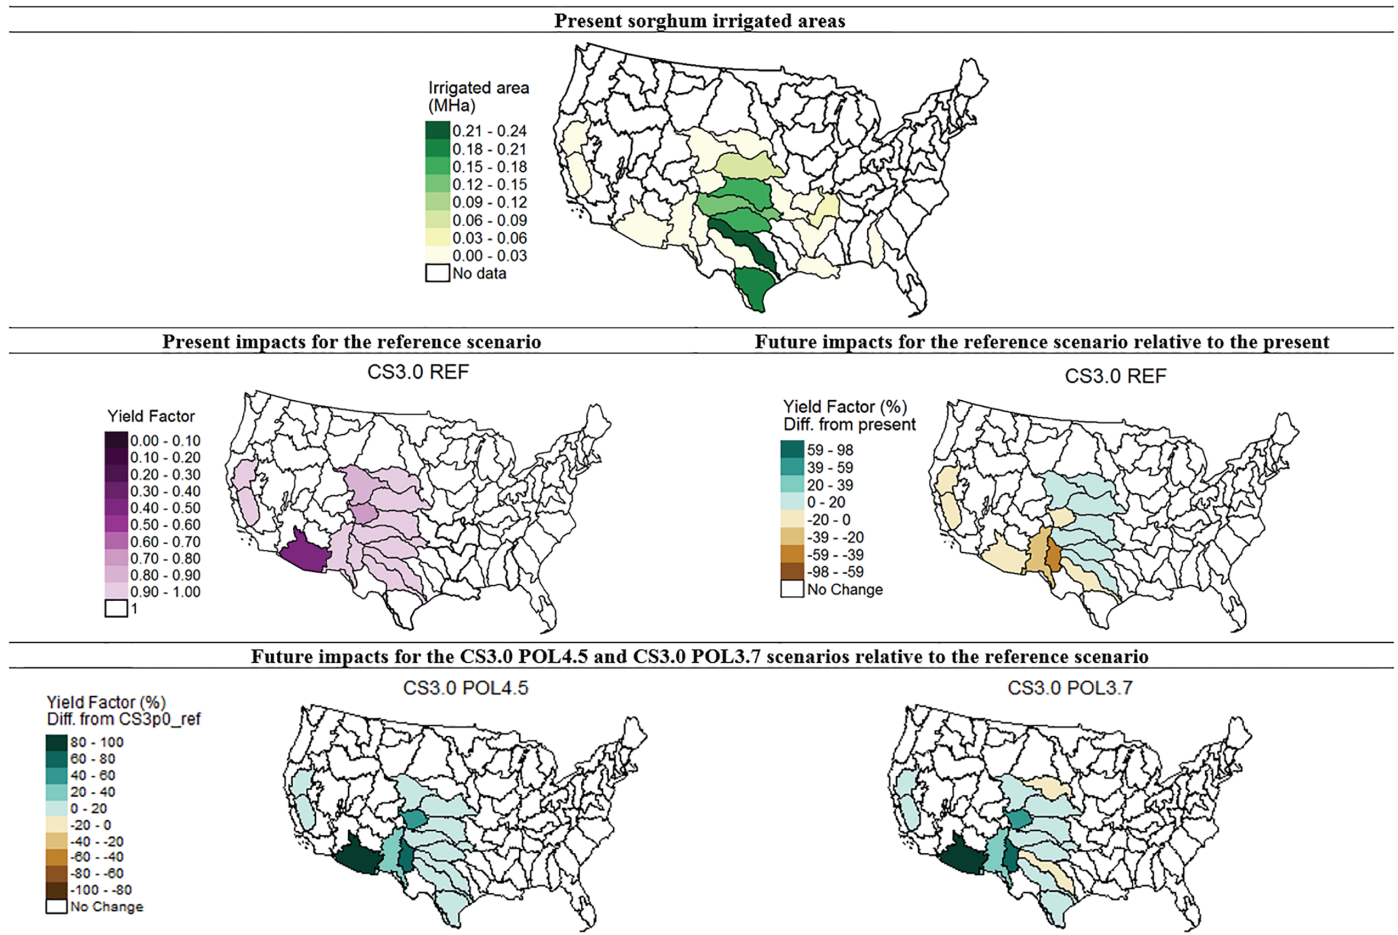 Present sorghum irrigated areas
Irrigated area
(MHa)
0.21 - 0.24
0.18 - 0.21
0.15 - 0.18
0.12 - 0.15
0.09 - 0.12
0.06 - 0.09
0.03 - 0.06
0.00 - 0.03
No data
Present impacts for the reference scenario
CS3.0 REF
Yield Factor
0.00 - 0.10
0.10 - 0.20
0.20 - 0.30
0.30 - 0.40
0.40 - 0.50
0.50 - 0.60
0.60 - 0.70
0.70 - 0.80
0.80 - 0.90
0.90 - 1.00
1
Future impacts for the reference scenario relative to the present
CS3.0 REF
Yield Factor (%)
Diff. from present
59 - 98
39 - 59
20 - 39
0 - 20
-20 - 0
-39 - -20
-59 - -39
-98 - -59
No Change
Future impacts for the CS3.0 POL4.5 and CS3.0 POL3.7 scenarios relative to the reference scenario
CS3.0 POL4.5
Yield Factor (%)
Diff. from CS3p0_ref
80 - 100
60 - 80
40 - 60
20 - 40
0 - 20
-20 - 0
-40 - -20
-60 - -40
-80 - -60
-100 - -80
No Change
CS3.0 POL3.7